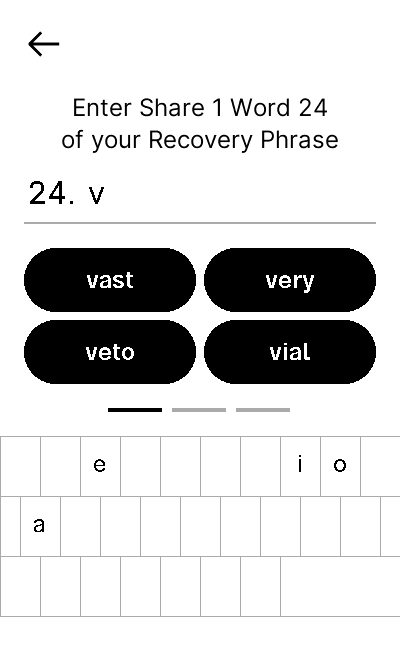 Enter Share 1 Word 24
of your Recovery Phrase
24. v
vast very
veto vial
e i o
a